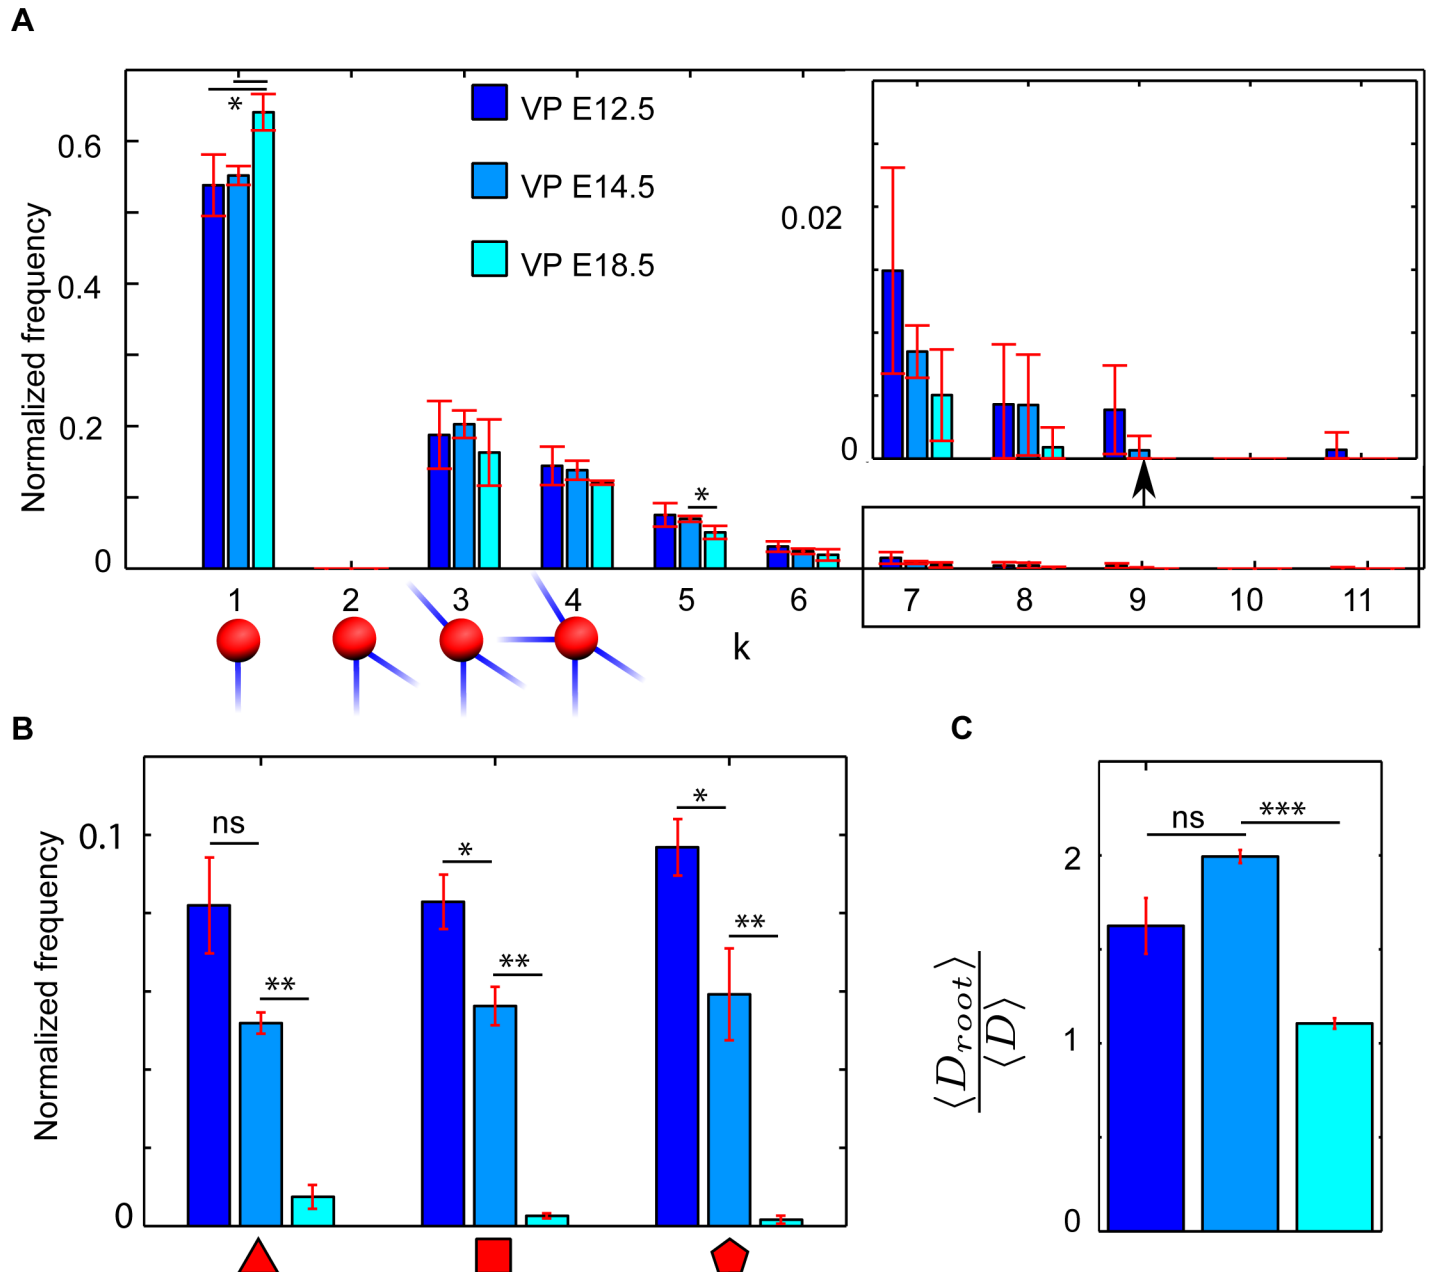 A
Normalized frequency
0.6
0.4
0.2
0
*
VP E12.5
VP E14.5
VP E18.5
*
0.02
0
1 2 3 4 5 6 7 8 9 10 11
k
B
Normalized frequency
0.1
0
ns
**
*
**
*
**
C
⟨D_root⟩
⟨D⟩
2
1
0
ns
***